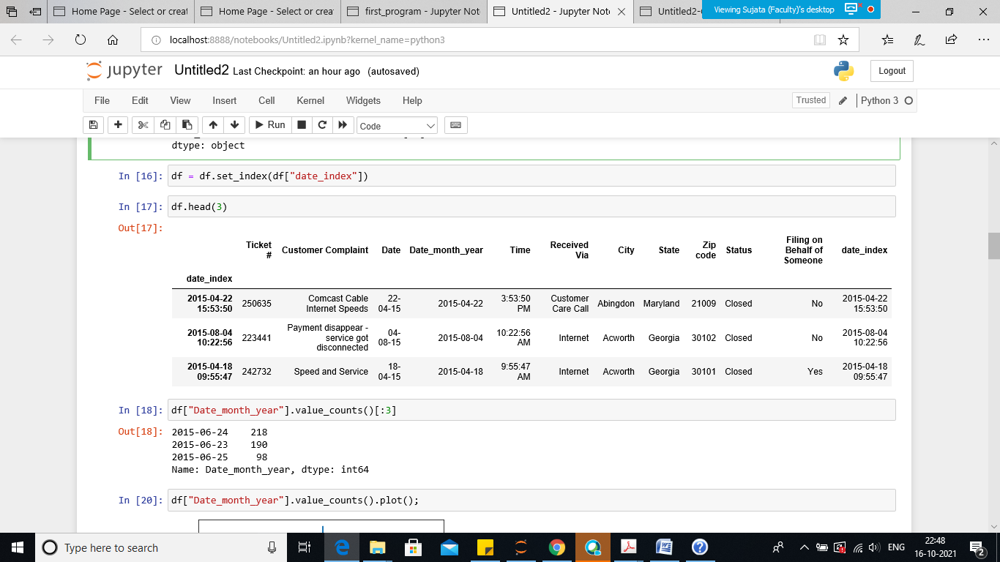 Home Page - Select or creat
Home Page - Select or crea
first_program - Jupyter Not
Untitled2 - Jupyter Note
Untitled2-
Viewing Sujata (Faculty)'s desktop
localhost:8888/notebooks/Untitled2.ipynb?kernel_name=python3
jupyter Untitled2 Last Checkpoint: an hour ago (autosaved)
Logout
File Edit View Insert Cell Kernel Widgets Help
Trusted Python 3
Run Code
dtype: object
In [16]: df = df.set_index(df["date_index"])
In [17]: df.head(3)
Out[17]:
Ticket # Customer Complaint Date Date_month_year Time Received Via City State Zip code Status Filing on Behalf of Someone date_index
date_index
2015-04-22 15:53:50 250635 Comcast Cable Internet Speeds 22-04-15 2015-04-22 3:53:50 PM Customer Care Call Abingdon Maryland 21009 Closed No 2015-04-22 15:53:50
2015-08-04 10:22:56 223441 Payment disappear - service got disconnected 04-08-15 2015-08-04 10:22:56 AM Internet Acworth Georgia 30102 Closed No 2015-08-04 10:22:56
2015-04-18 09:55:47 242732 Speed and Service 18-04-15 2015-04-18 9:55:47 AM Internet Acworth Georgia 30101 Closed Yes 2015-04-18 09:55:47
In [18]: df["Date_month_year"].value_counts()[:3]
Out[18]: 2015-06-24    218
2015-06-23    190
2015-06-25     98
Name: Date_month_year, dtype: int64
In [20]: df["Date_month_year"].value_counts().plot();
Type here to search
ENG
22:48
16-10-2021
2